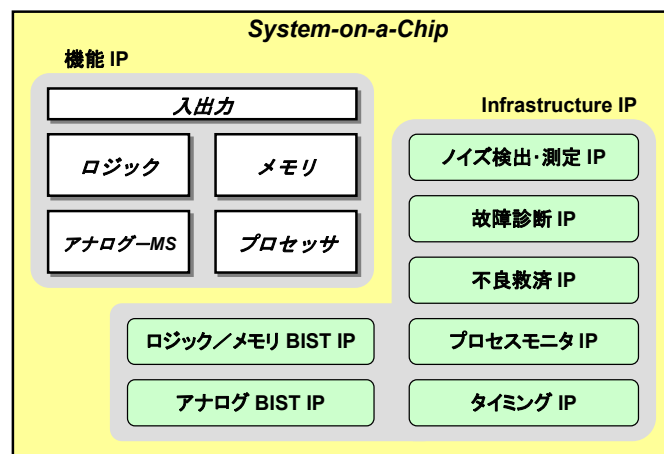 System-on-a-Chip
機能 IP
入出力
ロジック
メモリ
アナログーMS
プロセッサ
Infrastructure IP
ノイズ検出･測定 IP
故障診断 IP
不良救済 IP
ロジック／メモリ BIST IP
プロセスモニタ IP
アナログ BIST IP
タイミング IP